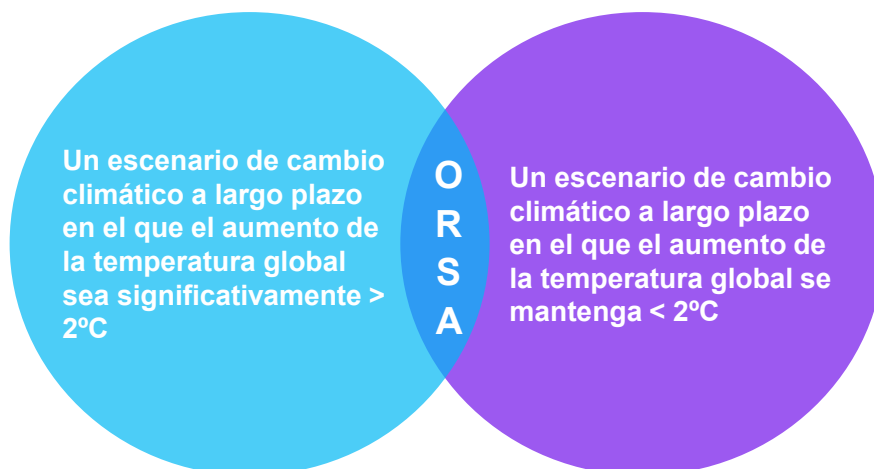 Un escenario de cambio
climático a largo plazo
en el que el aumento de
la temperatura global
sea significativamente >
2ºC
O
R
S
A
Un escenario de cambio
climático a largo plazo
en el que el aumento de
la temperatura global se
mantenga < 2ºC